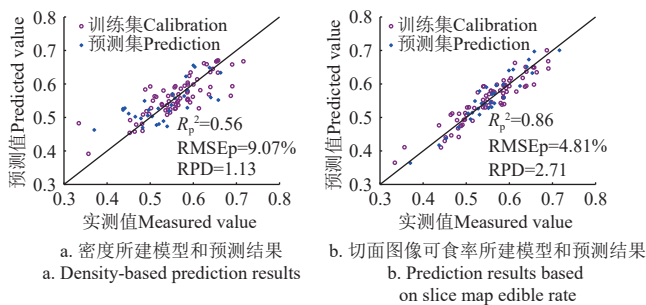 训练集Calibration
预测集Prediction
预测值Predicted value
0.8
0.7
0.6
0.5
0.4
0.3
0.3 0.4 0.5 0.6 0.7 0.8
Rp²=0.56
RMSEp=9.07%
RPD=1.13
实测值Measured value
a. 密度所建模型和预测结果
a. Density-based prediction results
训练集Calibration
预测集Prediction
预测值Predicted value
0.8
0.7
0.6
0.5
0.4
0.3
0.3 0.4 0.5 0.6 0.7 0.8
Rp²=0.86
RMSEp=4.81%
RPD=2.71
实测值Measured value
b. 切面图像可食率所建模型和预测结果
b. Prediction results based
on slice map edible rate